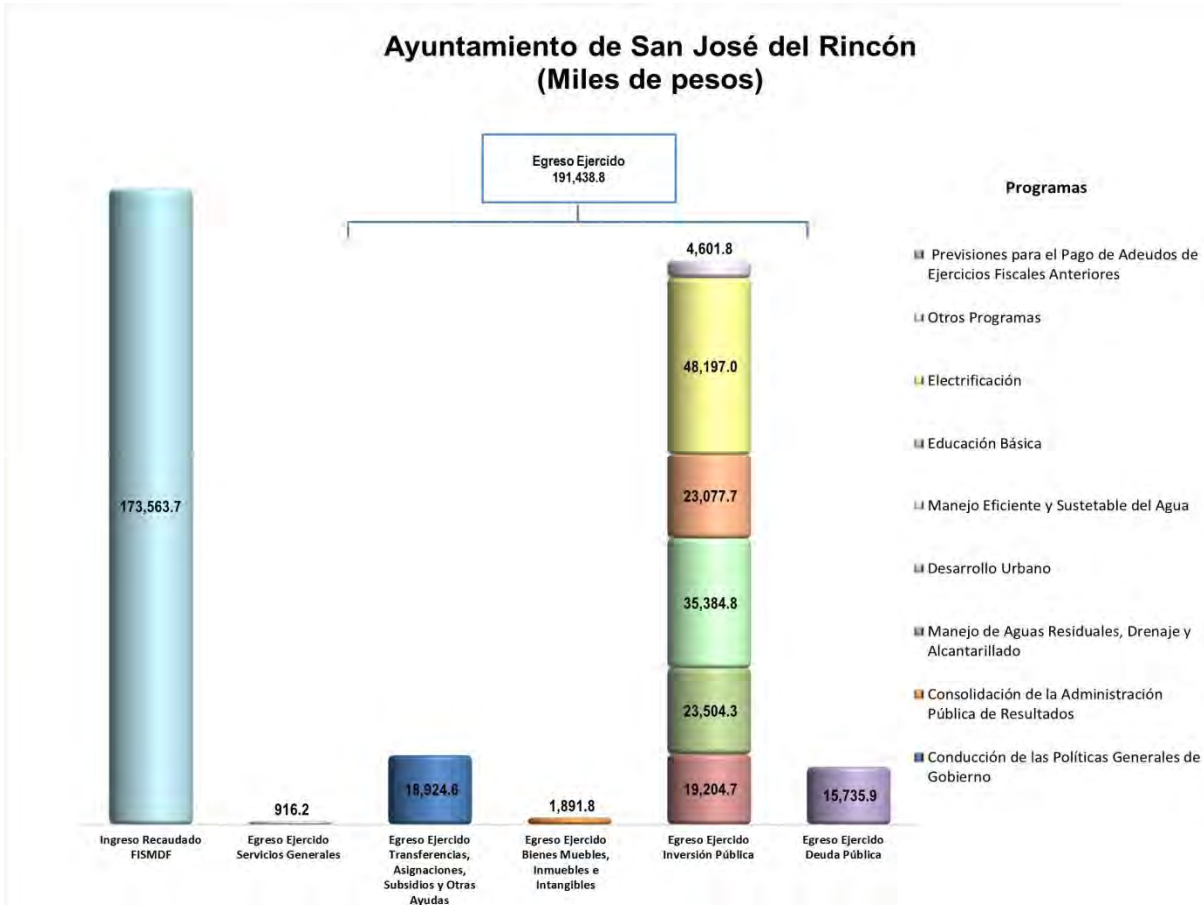 Ayuntamiento de San José del Rincón
(Miles de pesos)
Egreso Ejercido
191,438.8
Programas
4,601.8
48,197.0
23,077.7
35,384.8
23,504.3
19,204.7
173,563.7
916.2
18,924.6
1,891.8
15,735.9
Previsiones para el Pago de Adeudos de
Ejercicios Fiscales Anteriores
Otros Programas
Electrificación
Educación Básica
Manejo Eficiente y Sustetable del Agua
Desarrollo Urbano
Manejo de Aguas Residuales, Drenaje y
Alcantarillado
Consolidación de la Administración
Pública de Resultados
Conducción de las Políticas Generales de
Gobierno
Ingreso Recaudado
FISMDF
Egreso Ejercido
Servicios Generales
Egreso Ejercido
Transferencias,
Asignaciones,
Subsidios y Otras
Ayudas
Egreso Ejercido
Bienes Muebles,
Inmuebles e
Intangibles
Egreso Ejercido
Inversión Pública
Egreso Ejercido
Deuda Pública